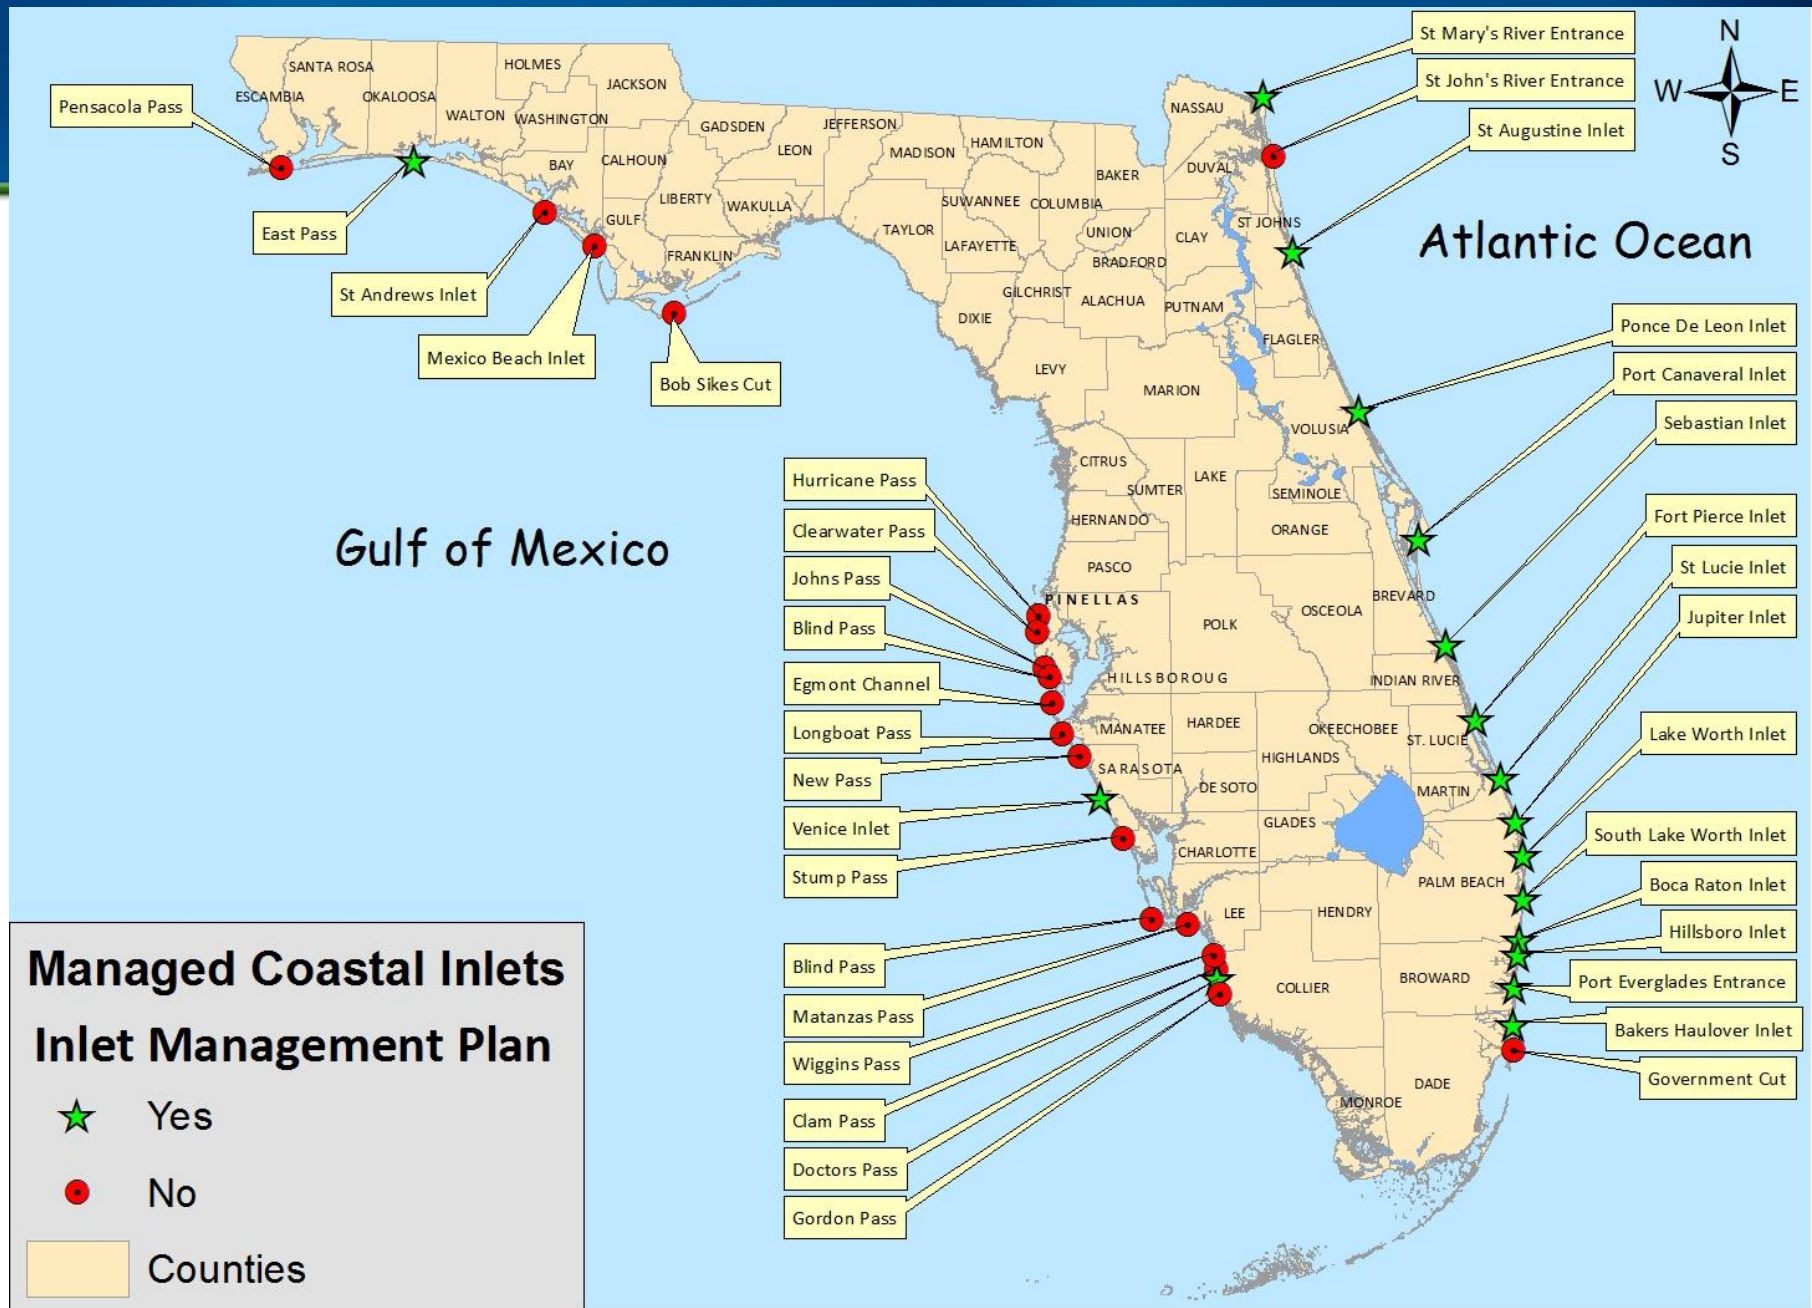 St Mary's River Entrance
St John's River Entrance
St Augustine Inlet
N
W E
S
Pensacola Pass
East Pass
St Andrews Inlet
Mexico Beach Inlet
Bob Sikes Cut
ESCAMBIA
SANTA ROSA
OKALOOSA
WALTON
HOLMES
WASHINGTON
JACKSON
BAY
CALHOUN
GULF
GADSDEN
LIBERTY
LEON
WAKULLA
FRANKLIN
JEFFERSON
MADISON
TAYLOR
HAMILTON
SUWANNEE
LAFAYETTE
DIXIE
COLUMBIA
GILCHRIST
BAKER
UNION
BRADFORD
ALACHUA
LEVY
NASSAU
DUVAL
CLAY
ST JOHNS
PUTNAM
FLAGLER
MARION
VOLUSIA
Atlantic Ocean
Ponce De Leon Inlet
Port Canaveral Inlet
Sebastian Inlet
Fort Pierce Inlet
St Lucie Inlet
Jupiter Inlet
Lake Worth Inlet
South Lake Worth Inlet
Boca Raton Inlet
Hillsboro Inlet
Port Everglades Entrance
Bakers Haulover Inlet
Government Cut
Gulf of Mexico
CITRUS
SUMTER
LAKE
SEMINOLE
HERNANDO
ORANGE
PASCO
PINELLAS
POLK
OSCEOLA
BREVARD
HILLSBOROUG
INDIAN RIVER
MANATEE
HARDEE
OKEECHOBEE
ST. LUCIE
HIGHLANDS
SARASOTA
DE SOTO
MARTIN
GLADES
CHARLOTTE
PALM BEACH
LEE
HENDRY
COLLIER
BROWARD
DADE
MONROE
Hurricane Pass
Clearwater Pass
Johns Pass
Blind Pass
Egmont Channel
Longboat Pass
New Pass
Venice Inlet
Stump Pass
Blind Pass
Matanzas Pass
Wiggins Pass
Clam Pass
Doctors Pass
Gordon Pass
Managed Coastal Inlets
Inlet Management Plan
Yes
No
Counties